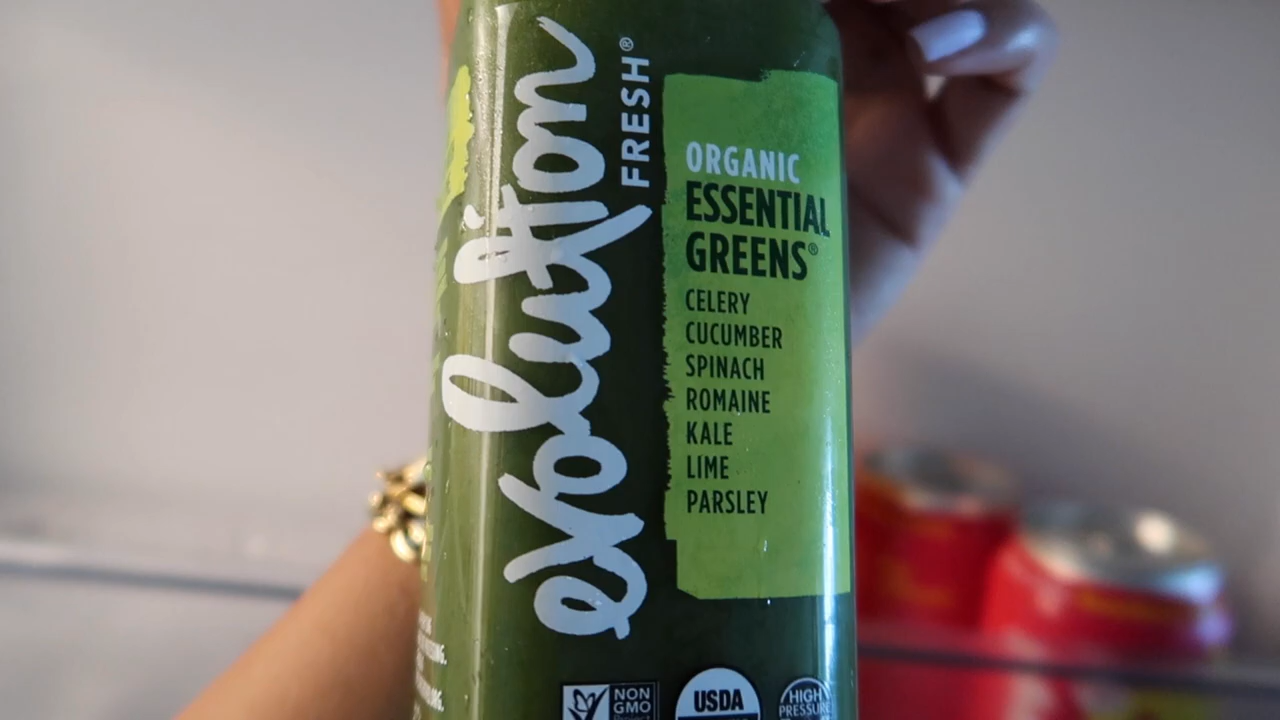 evolution
FRESH®
ORGANIC
ESSENTIAL
GREENS®
CELERY
CUCUMBER
SPINACH
ROMAINE
KALE
LIME
PARSLEY
NON
GMO
USDA
HIGH
PRESSURE